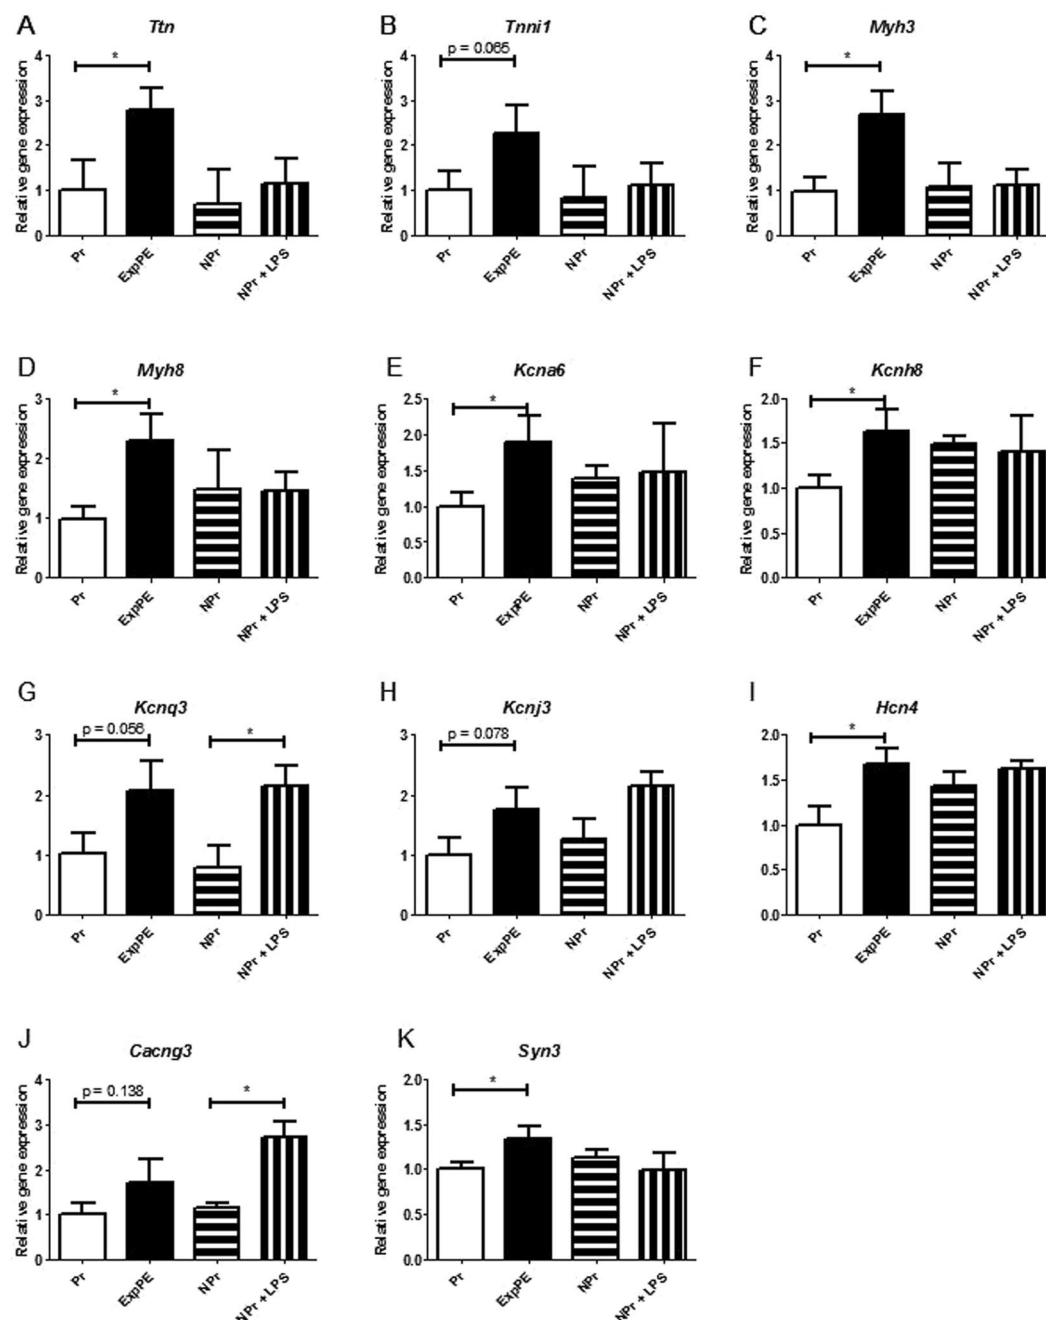 A
Ttn
Relative gene expression
4
3
2
1
0
*
Pr
ExpPE
NPr
NPr + LPS
B
Tnni1
Relative gene expression
4
3
2
1
0
p = 0.065
Pr
ExpPE
NPr
NPr + LPS
C
Myh3
Relative gene expression
4
3
2
1
0
*
Pr
ExpPE
NPr
NPr + LPS
D
Myh8
Relative gene expression
3
2
1
0
*
Pr
ExpPE
NPr
NPr + LPS
E
Kcna6
Relative gene expression
2.5
2.0
1.5
1.0
0.5
0.0
*
Pr
ExpPE
NPr
NPr + LPS
F
Kcnh8
Relative gene expression
2.0
1.5
1.0
0.5
0.0
*
Pr
ExpPE
NPr
NPr + LPS
G
Kcnq3
Relative gene expression
3
2
1
0
p = 0.056
*
Pr
ExpPE
NPr
NPr + LPS
H
Kcnj3
Relative gene expression
3
2
1
0
p = 0.078
Pr
ExpPE
NPr
NPr + LPS
I
Hcn4
Relative gene expression
2.0
1.5
1.0
0.5
0.0
*
Pr
ExpPE
NPr
NPr + LPS
J
Cacng3
Relative gene expression
4
3
2
1
0
p = 0.138
*
Pr
ExpPE
NPr
NPr + LPS
K
Syn3
Relative gene expression
2.0
1.5
1.0
0.5
0.0
*
Pr
ExpPE
NPr
NPr + LPS